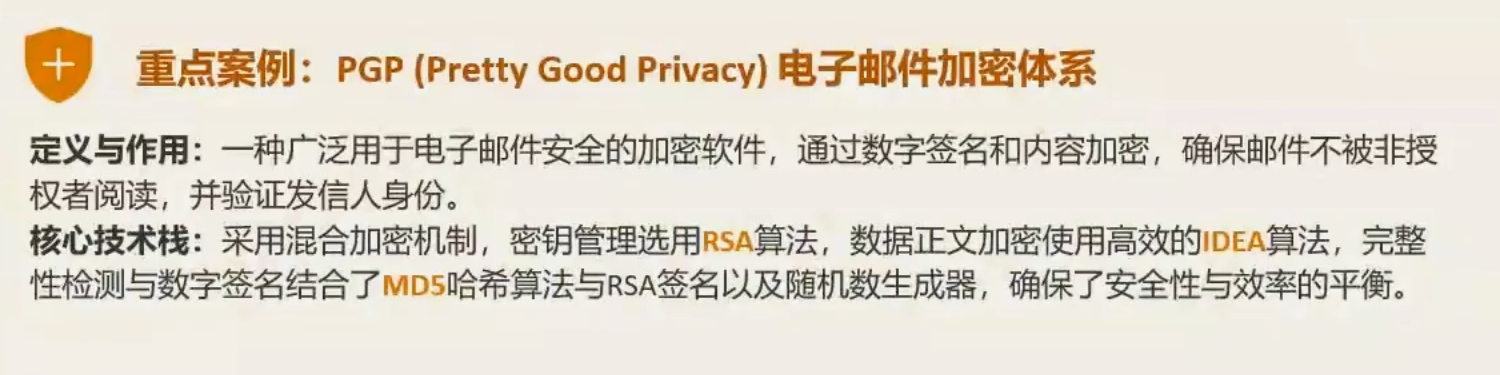 重点案例：PGP (Pretty Good Privacy) 电子邮件加密体系
定义与作用：一种广泛用于电子邮件安全的加密软件，通过数字签名和内容加密，确保邮件不被非授
权者阅读，并验证发信人身份。
核心技术栈：采用混合加密机制，密钥管理选用RSA算法，数据正文加密使用高效的IDEA算法，完整
性检测与数字签名结合了MD5哈希算法与RSA签名以及随机数生成器，确保了安全性与效率的平衡。